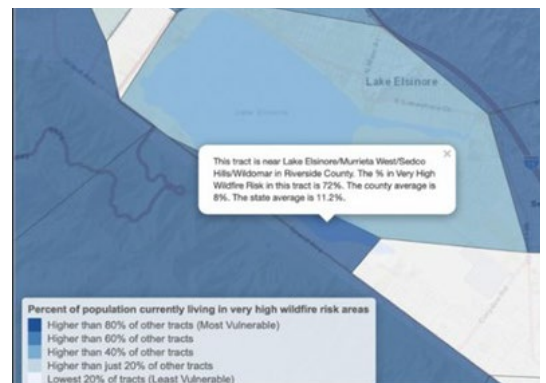 Lake Elsinore
Lake Elsinore
This tract is near Lake Elsinore/Murrieta West/Sedco
Hills/Wildomar in Riverside County. The % in Very High
Wildfire Risk in this tract is 72%. The county average is
8%. The state average is 11.2%.
Percent of population currently living in very high wildfire risk areas
Higher than 80% of other tracts (Most Vulnerable)
Higher than 60% of other tracts
Higher than 40% of other tracts
Higher than just 20% of other tracts
Lowest 20% of tracts (Least Vulnerable)